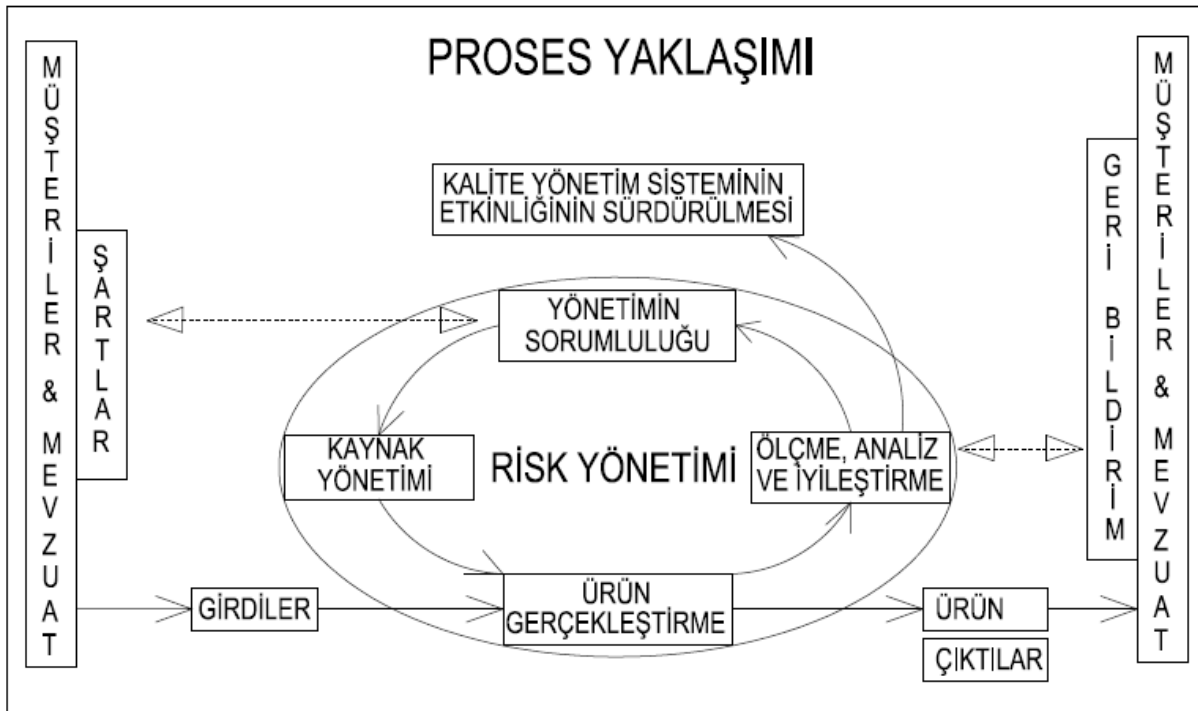 PROSES YAKLAŞIMI
MÜŞTERİLER & MEVZUAT
ŞARTLAR
KALİTE YÖNETİM SİSTEMİNİN
ETKİNLİĞİNİN SÜRDÜRÜLMESİ
YÖNETİMİN
SORUMLULUĞU
KAYNAK
YÖNETİMİ
RİSK YÖNETİMİ
ÖLÇME, ANALİZ
VE İYİLEŞTİRME
GERİ BİLDİRİM
MÜŞTERİLER & MEVZUAT
GİRDİLER
ÜRÜN
GERÇEKLEŞTİRME
ÜRÜN
ÇIKTILAR